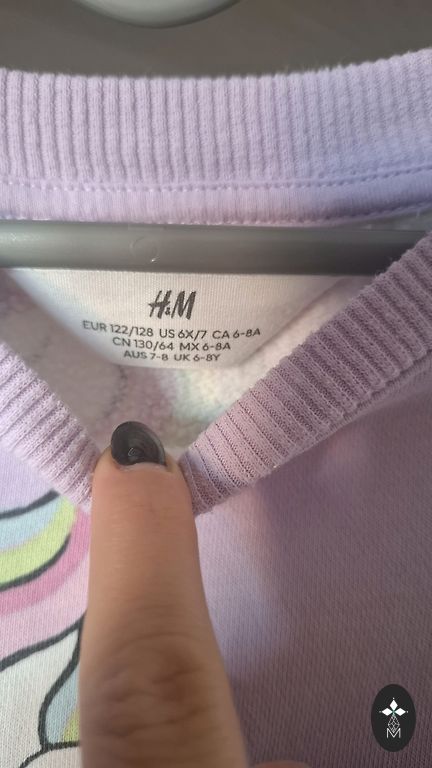 H&M
EUR 122/128 US 6X/7 CA 6-8A
CN 130/64 MX 6-8A
AUS 7-8 UK 6-8Y
M